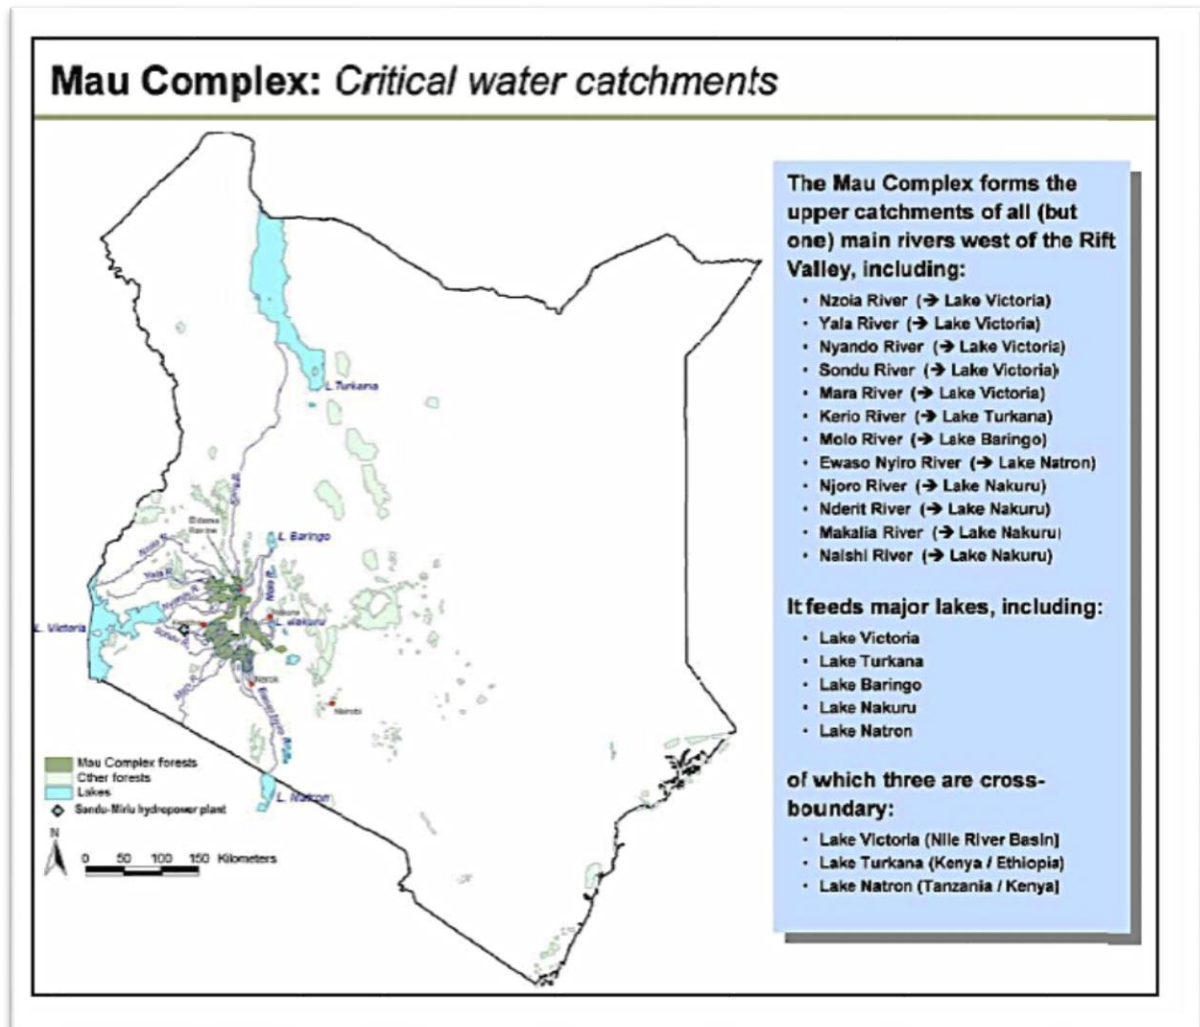 Mau Complex: Critical water catchments
The Mau Complex forms the
upper catchments of all (but
one) main rivers west of the Rift
Valley, including:
• Nzoia River (→ Lake Victoria)
• Yala River (→ Lake Victoria)
• Nyando River (→ Lake Victoria)
• Sondu River (→ Lake Victoria)
• Mara River (→ Lake Victoria)
• Kerio River (→ Lake Turkana)
• Molo River (→ Lake Baringo)
• Ewaso Nyiro River (→ Lake Natron)
• Njoro River (→ Lake Nakuru)
• Nderit River (→ Lake Nakuru)
• Makalia River (→ Lake Nakuru)
• Naishi River (→ Lake Nakuru)
It feeds major lakes, including:
• Lake Victoria
• Lake Turkana
• Lake Baringo
• Lake Nakuru
• Lake Natron
of which three are cross-
boundary:
• Lake Victoria (Nile River Basin)
• Lake Turkana (Kenya / Ethiopia)
• Lake Natron (Tanzania / Kenya)
L. Turkana
L. Baringo
Nzoia R.
Yala R.
L. Nakuru
L. Victoria
Sondu R.
Narok
Nairobi
L. Natron
Mau Complex forests
Other forests
Lakes
Sondu-Miriu hydropower plant
N
0 50 100 150 Kilometers